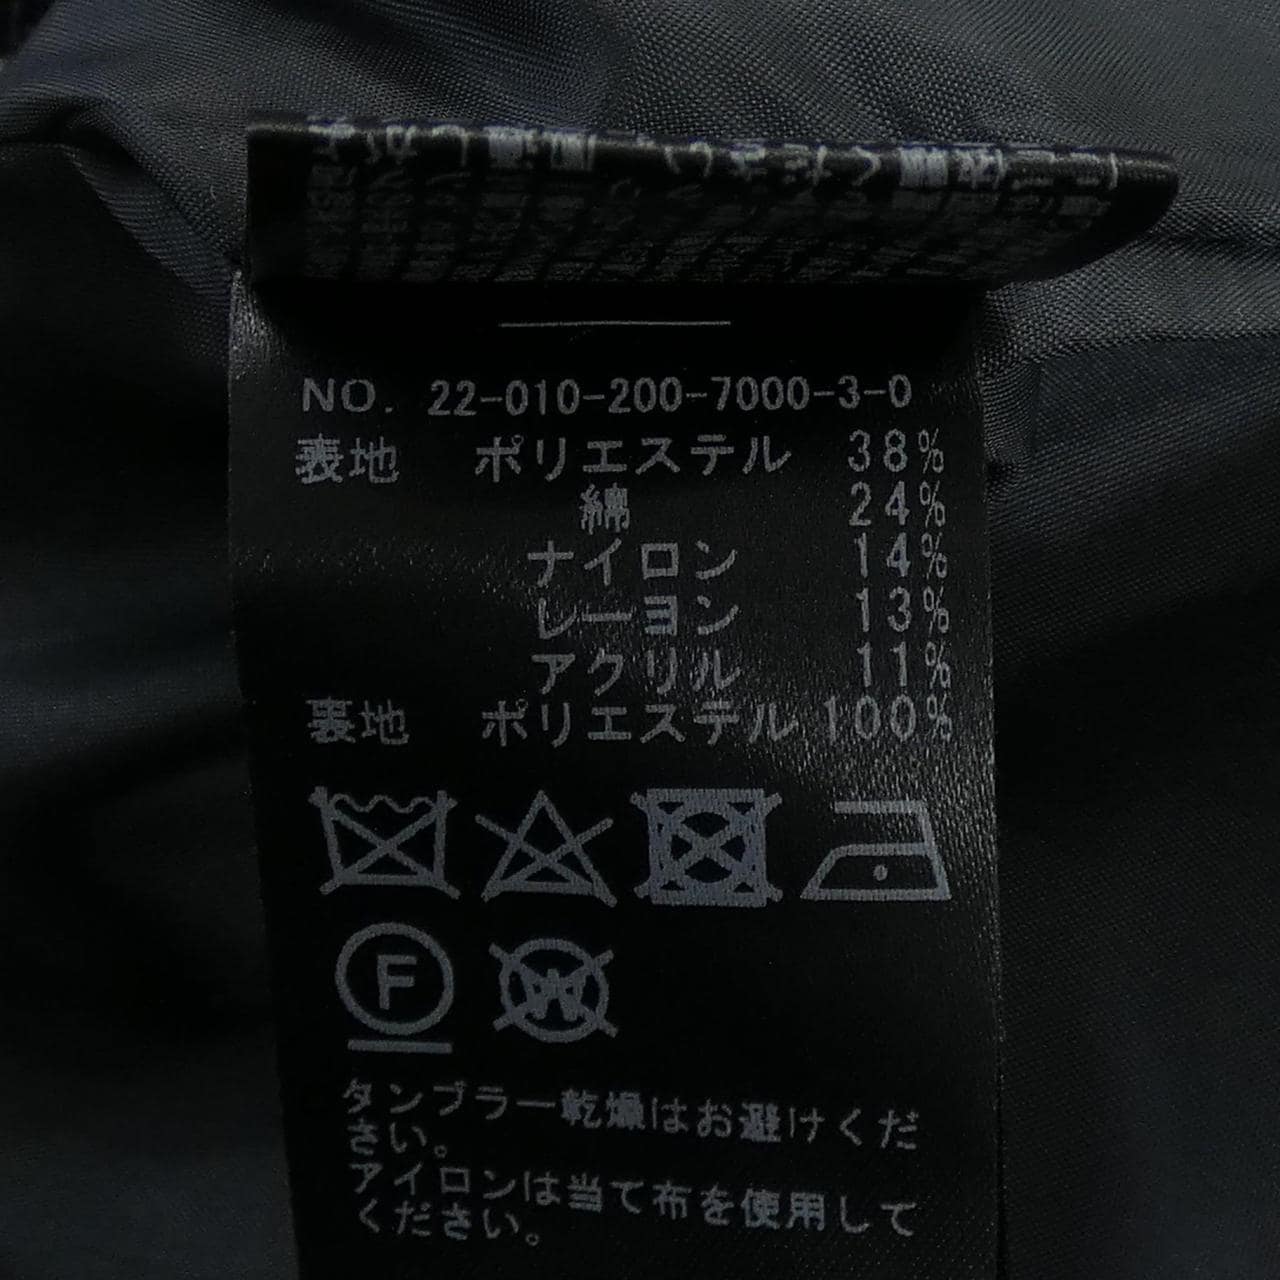 NO. 22-010-200-7000-3-0
表地 ポリエステル 38%
綿 24%
ナイロン 14%
レーヨン 13%
アクリル 11%
裏地 ポリエステル 100%
F
W
タンブラー乾燥はお避けくだ
さい。
アイロンは当て布を使用して
ください。